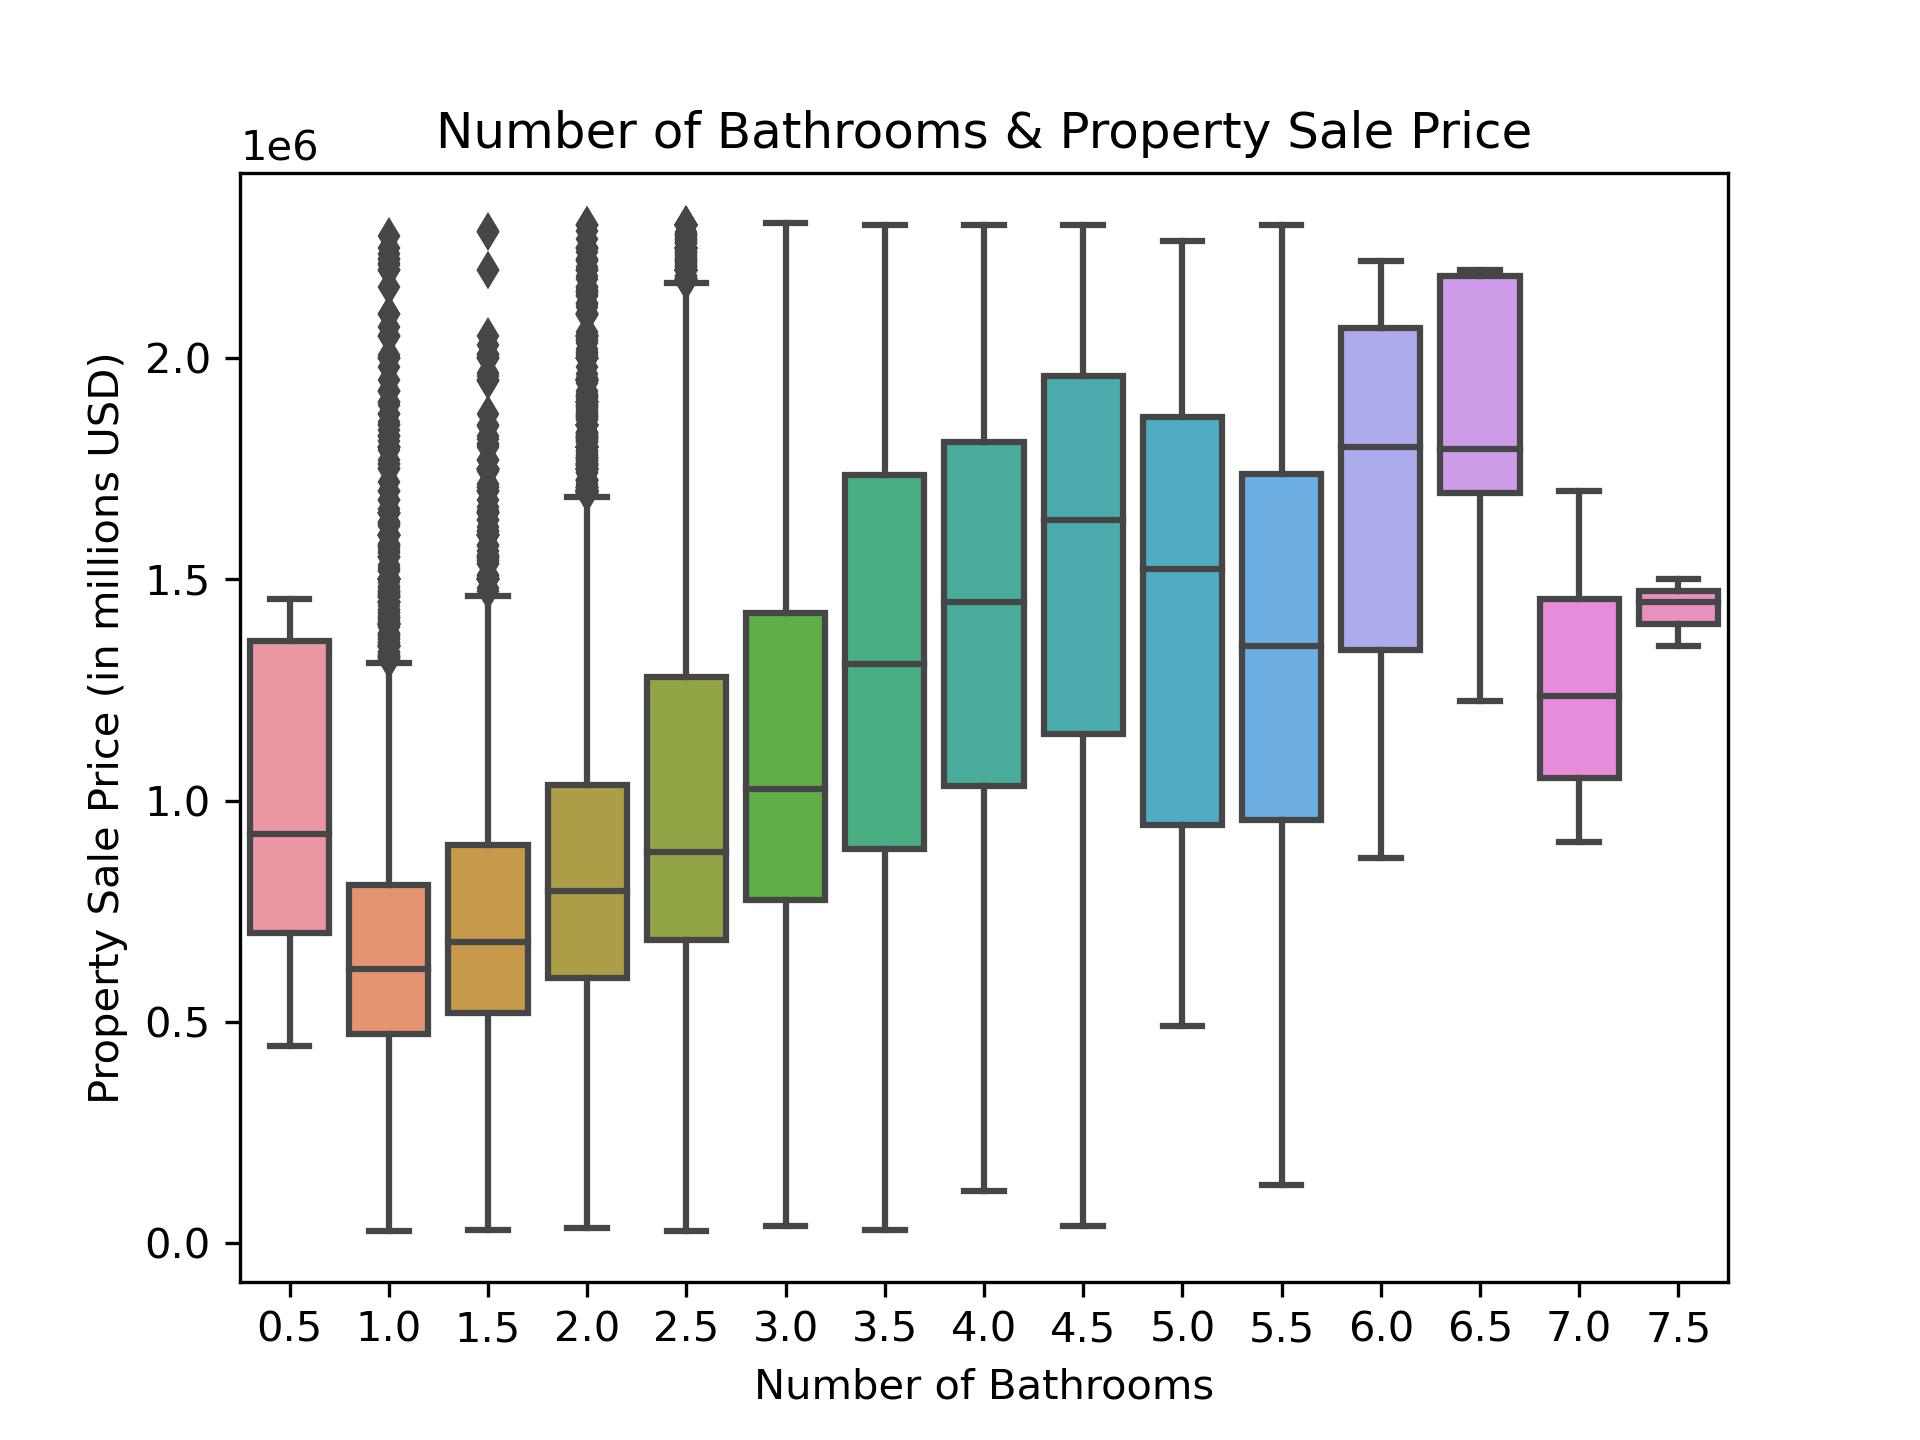 Number of Bathrooms & Property Sale Price
1e6
Property Sale Price (in millions USD)
2.0
1.5
1.0
0.5
0.0
0.5 1.0 1.5 2.0 2.5 3.0 3.5 4.0 4.5 5.0 5.5 6.0 6.5 7.0 7.5
Number of Bathrooms